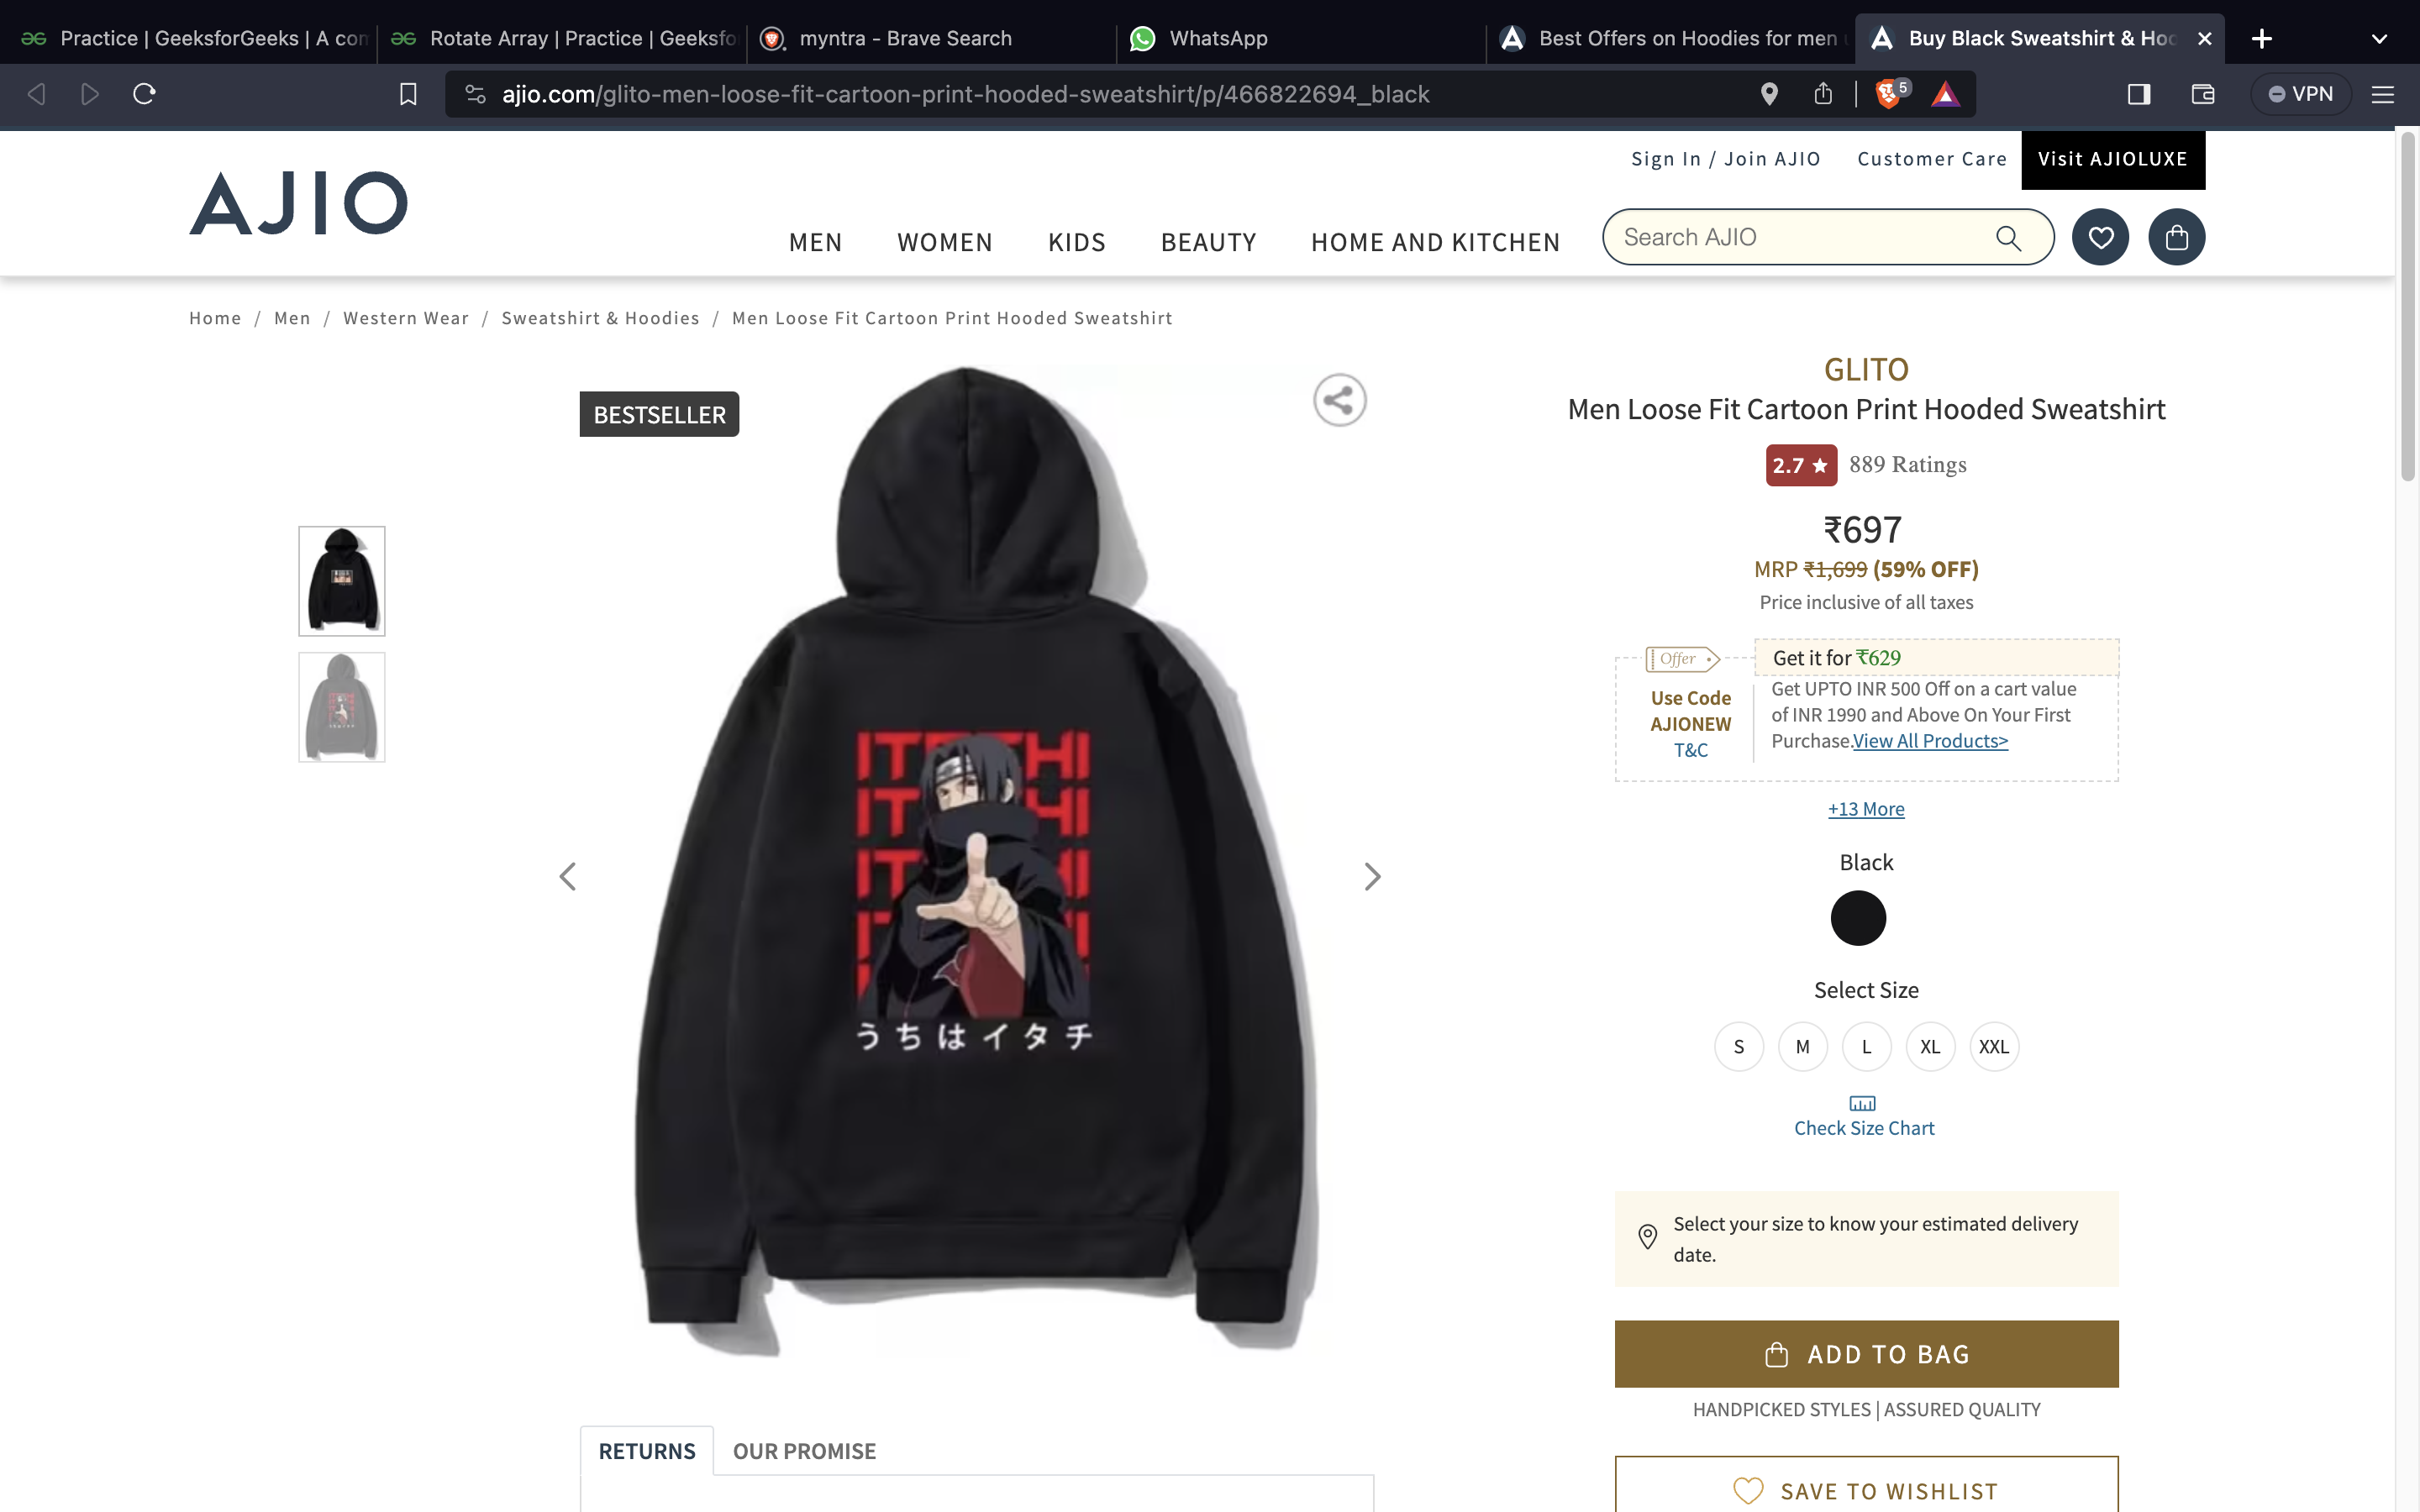 Practice | GeeksforGeeks | A com
Rotate Array | Practice | Geeksfo
myntra - Brave Search
WhatsApp
Best Offers on Hoodies for men
Buy Black Sweatshirt & Hoo
ajio.com/glito-men-loose-fit-cartoon-print-hooded-sweatshirt/p/466822694_black
5
VPN
Sign In / Join AJIO
Customer Care
Visit AJIOLUXE
AJIO
MEN
WOMEN
KIDS
BEAUTY
HOME AND KITCHEN
Search AJIO
Home / Men / Western Wear / Sweatshirt & Hoodies / Men Loose Fit Cartoon Print Hooded Sweatshirt
BESTSELLER
ITACHI
ITACHI
ITACHI
うちはイタチ
GLITO
Men Loose Fit Cartoon Print Hooded Sweatshirt
2.7 ★ 889 Ratings
₹697
MRP ₹1,699 (59% OFF)
Price inclusive of all taxes
Offer
Get it for ₹629
Use Code
AJIONEW
T&C
Get UPTO INR 500 Off on a cart value
of INR 1990 and Above On Your First
Purchase.View All Products>
+13 More
Black
Select Size
S M L XL XXL
Check Size Chart
Select your size to know your estimated delivery
date.
ADD TO BAG
HANDPICKED STYLES | ASSURED QUALITY
SAVE TO WISHLIST
RETURNS
OUR PROMISE